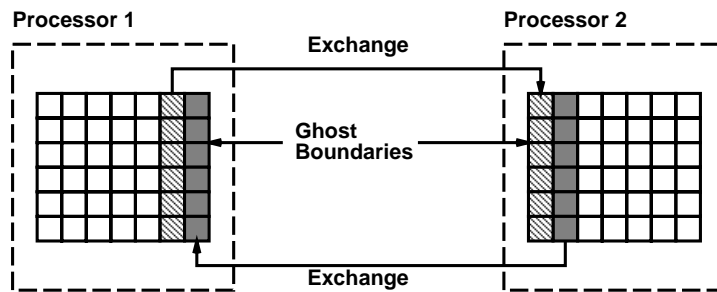 Processor 1
Processor 2
Exchange
Ghost
Boundaries
Exchange